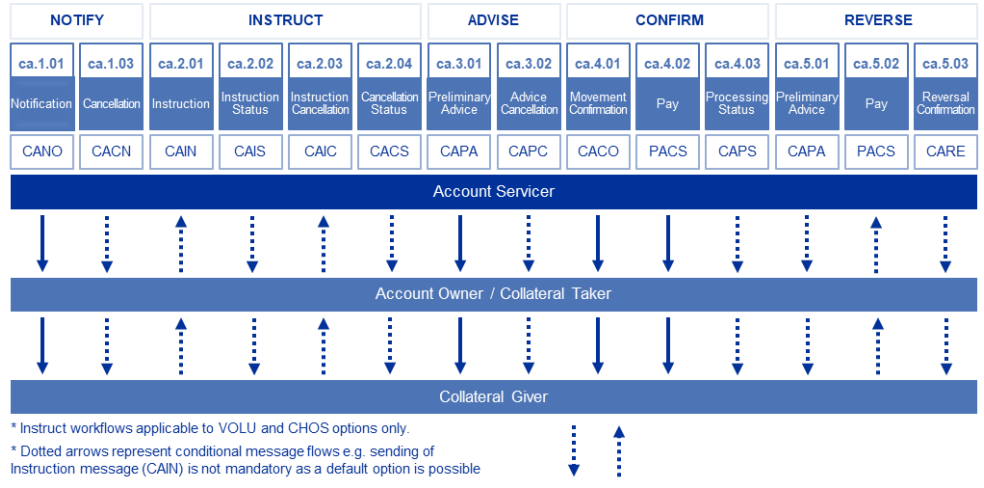 NOTIFY INSTRUCT ADVISE CONFIRM REVERSE
ca.1.01 ca.1.03 ca.2.01 ca.2.02 ca.2.03 ca.2.04 ca.3.01 ca.3.02 ca.4.01 ca.4.02 ca.4.03 ca.5.01 ca.5.02 ca.5.03
Notification Cancellation Instruction Instruction Status Instruction Cancellation Cancellation Status Preliminary Advice Advice Cancellation Movement Confirmation Pay Processing Status Preliminary Advice Pay Reversal Confirmation
CANO CACN CAIN CAIS CAIC CACS CAPA CAPC CACO PACS CAPS CAPA PACS CARE
Account Servicer
Account Owner / Collateral Taker
Collateral Giver
* Instruct workflows applicable to VOLU and CHOS options only.
* Dotted arrows represent conditional message flows e.g. sending of
Instruction message (CAIN) is not mandatory as a default option is possible